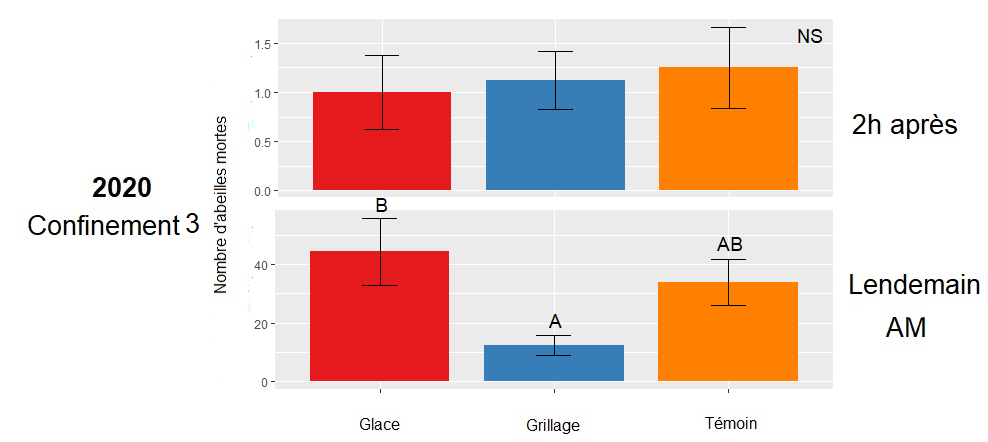 2020
Confinement 3
Nombre d'abeilles mortes
1.5
1.0
0.5
0.0
NS
2h après
40
20
0
B
A
AB
Lendemain
AM
Glace
Grillage
Témoin